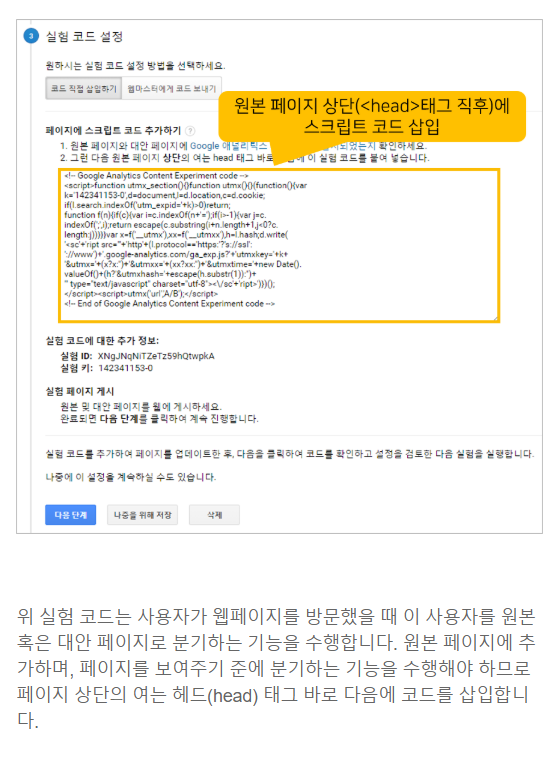 3 실험 코드 설정
원하시는 실험 코드 설정 방법을 선택하세요.
코드 직접 삽입하기 웹마스터에게 코드 보내기
원본 페이지 상단(<head>태그 직후)에
스크립트 코드 삽입
페이지에 스크립트 코드 추가하기 ?
1. 원본 페이지와 대안 페이지에 Google 애널리틱스 확인하세요.
2. 그런 다음 원본 페이지 상단의 여는 head 태그 바로 이 실험 코드를 붙여 넣습니다.
<!-- Google Analytics Content Experiment code -->
<script>function utmx_section(){}function utmx(){}(function(){var
k='142341153-0',d=document,l=d.location,c=d.cookie;
if(l.search.indexOf('utm_expid='+k)>0)return;
function f(n){if(c){var i=c.indexOf(n+'=');if(i>-1){var j=c.
indexOf(';',i);return escape(c.substring(i+n.length+1,j<0?c.
length:j))}}}var x=f('__utmx'),xx=f('__utmxx'),h=l.hash;d.write(
'<sc'+'ript src="'+'http'+(l.protocol=='https:'?'s://ssl':
'://www')+'.google-analytics.com/ga_exp.js?'+'utmxkey='+k+
'&utmx='+(x?x:'')+'&utmxx='+(xx?xx:'')+'&utmxtime='+new Date().
valueOf()+(h?'&utmxhash='+escape(h.substr(1)):'')+
'" type="text/javascript" charset="utf-8"><\/sc'+'ript>')})();
</script><script>utmx('url','A/B');</script>
<!-- End of Google Analytics Content Experiment code -->
실험 코드에 대한 추가 정보:
실험 ID: XNgJNqNiTZeTz59hQtwpkA
실험 키: 142341153-0
실험 페이지 게시
원본 및 대안 페이지를 웹에 게시하세요.
완료되면 다음 단계를 클릭하여 계속 진행합니다.
실험 코드를 추가하여 페이지를 업데이트한 후, 다음을 클릭하여 코드를 확인하고 설정을 검토한 다음 실험을 실행합니다.
나중에 이 설정을 계속하실 수도 있습니다.
다음 단계 나중을 위해 저장 삭제
위 실험 코드는 사용자가 웹페이지를 방문했을 때 이 사용자를 원본
혹은 대안 페이지로 분기하는 기능을 수행합니다. 원본 페이지에 추
가하며, 페이지를 보여주기 준에 분기하는 기능을 수행해야 하므로
페이지 상단의 여는 헤드(head) 태그 바로 다음에 코드를 삽입합니
다.